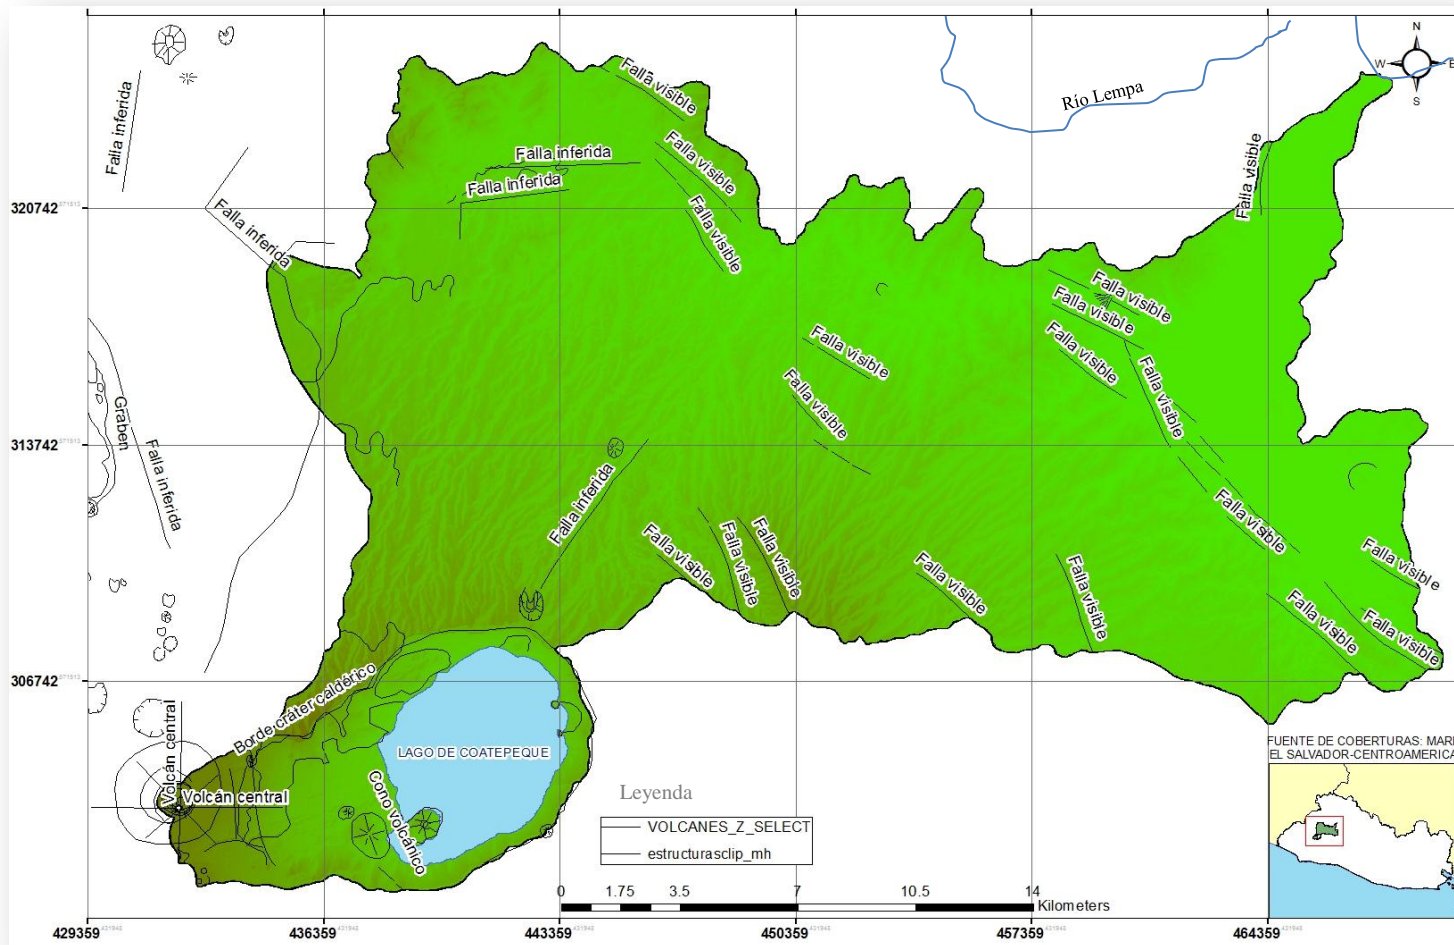 N
W
E
S
Río Lempa
Falla inferida
Falla visible
Falla inferida
Falla visible
Falla inferida
Falla visible
320742
Falla inferida
Falla visible
Falla visible
Falla visible
Falla visible
Falla visible
Falla visible
Falla visible
Falla visible
Graben
Falla inferida
313742
Falla inferida
Falla visible
Falla visible
Falla visible
Falla visible
Falla visible
Falla visible
Falla visible
Falla visible
Falla visible
306742
Borde cráter caldérico
Volcán central
Volcán central
LAGO DE COATEPEQUE
Cono volcánico
FUENTE DE COBERTURAS: MAR
EL SALVADOR-CENTROAMERICA
Leyenda
VOLCANES_Z_SELECT
estructurasclip_mh
0 1.75 3.5 7 10.5 14
Kilometers
429359 436359 443359 450359 457359 464359